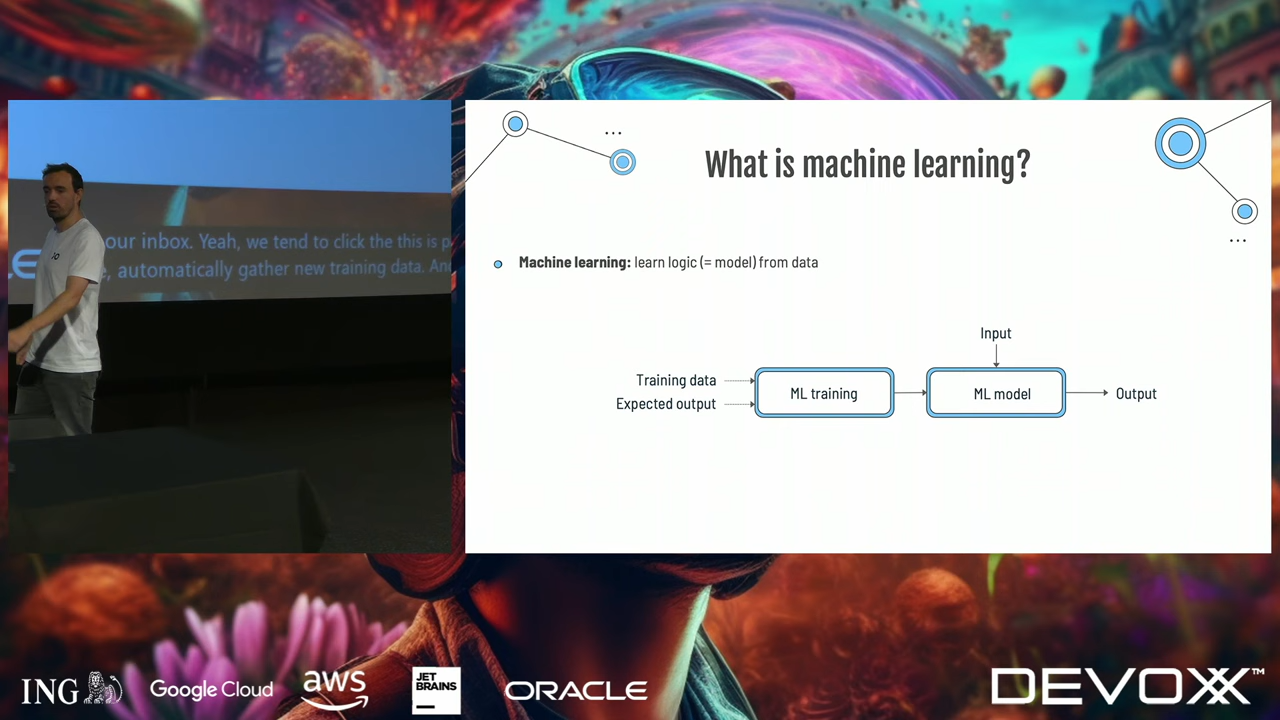 our inbox. Yeah, we tend to click the this is p
e, automatically gather new training data. An
...
What is machine learning?
...
Machine learning: learn logic (= model) from data
Input
Training data
Expected output
ML training
ML model
Output
ING
Google Cloud
aws
JET
BRAINS
ORACLE
DEVOXX™